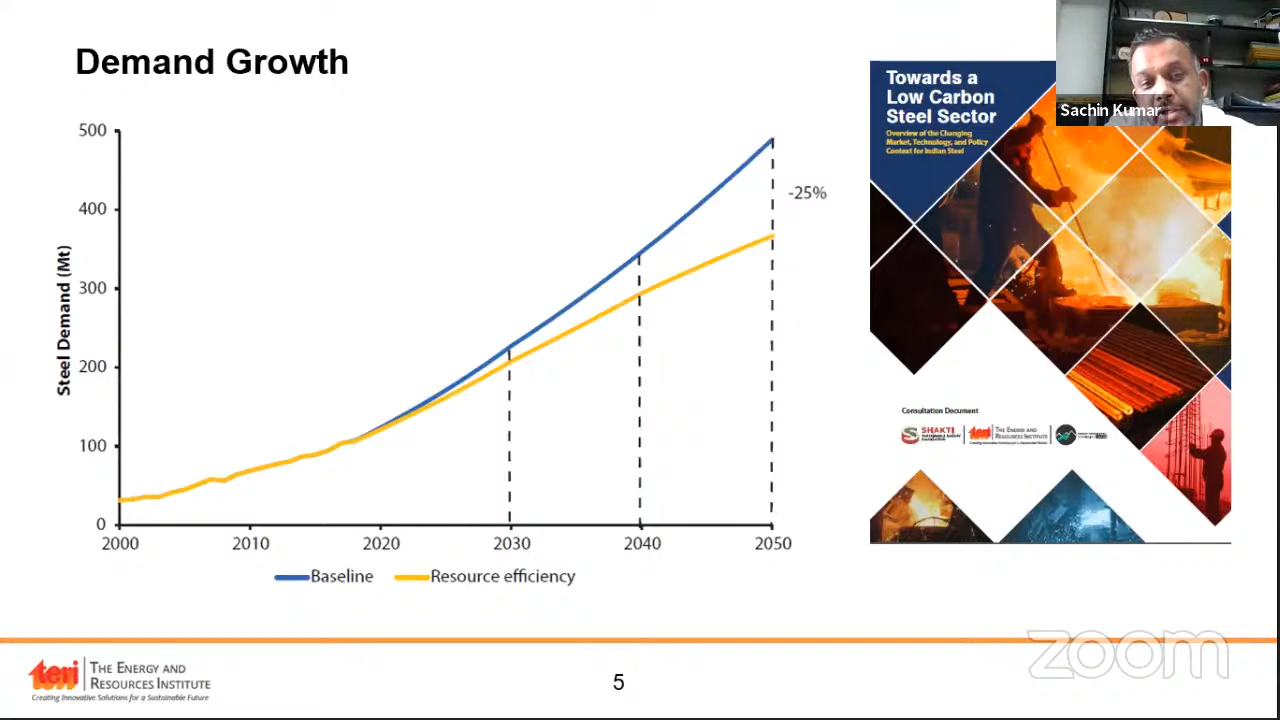 Demand Growth
Sachin Kumar
Towards a
Low Carbon
Steel Sector
Overview of the Changing
Market, Technology, and Policy
Context for Indian Steel
500
400
300
200
100
0
Steel Demand (Mt)
-25%
2000 2010 2020 2030 2040 2050
Baseline Resource efficiency
Consultation Document
SHAKTI
teri THE ENERGY AND
RESOURCES INSTITUTE
zoom
teri THE ENERGY AND
RESOURCES INSTITUTE
Creating Innovative Solutions for a Sustainable Future
5